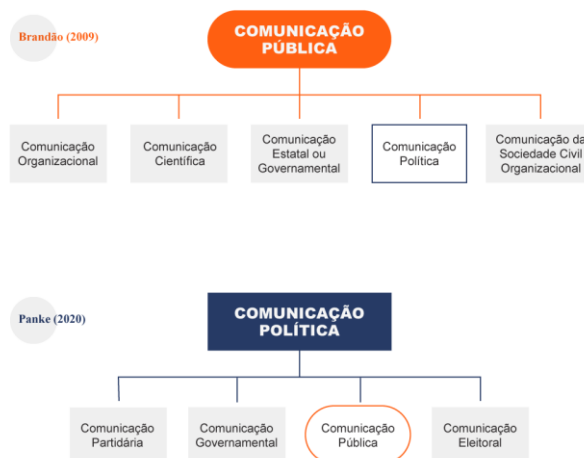 Brandão (2009)
COMUNICAÇÃO
PÚBLICA
Comunicação
Organizacional
Comunicação
Científica
Comunicação
Estatal ou
Governamental
Comunicação
Política
Comunicação da
Sociedade Civil
Organizacional
Panke (2020)
COMUNICAÇÃO
POLÍTICA
Comunicação
Partidária
Comunicação
Governamental
Comunicação
Pública
Comunicação
Eleitoral